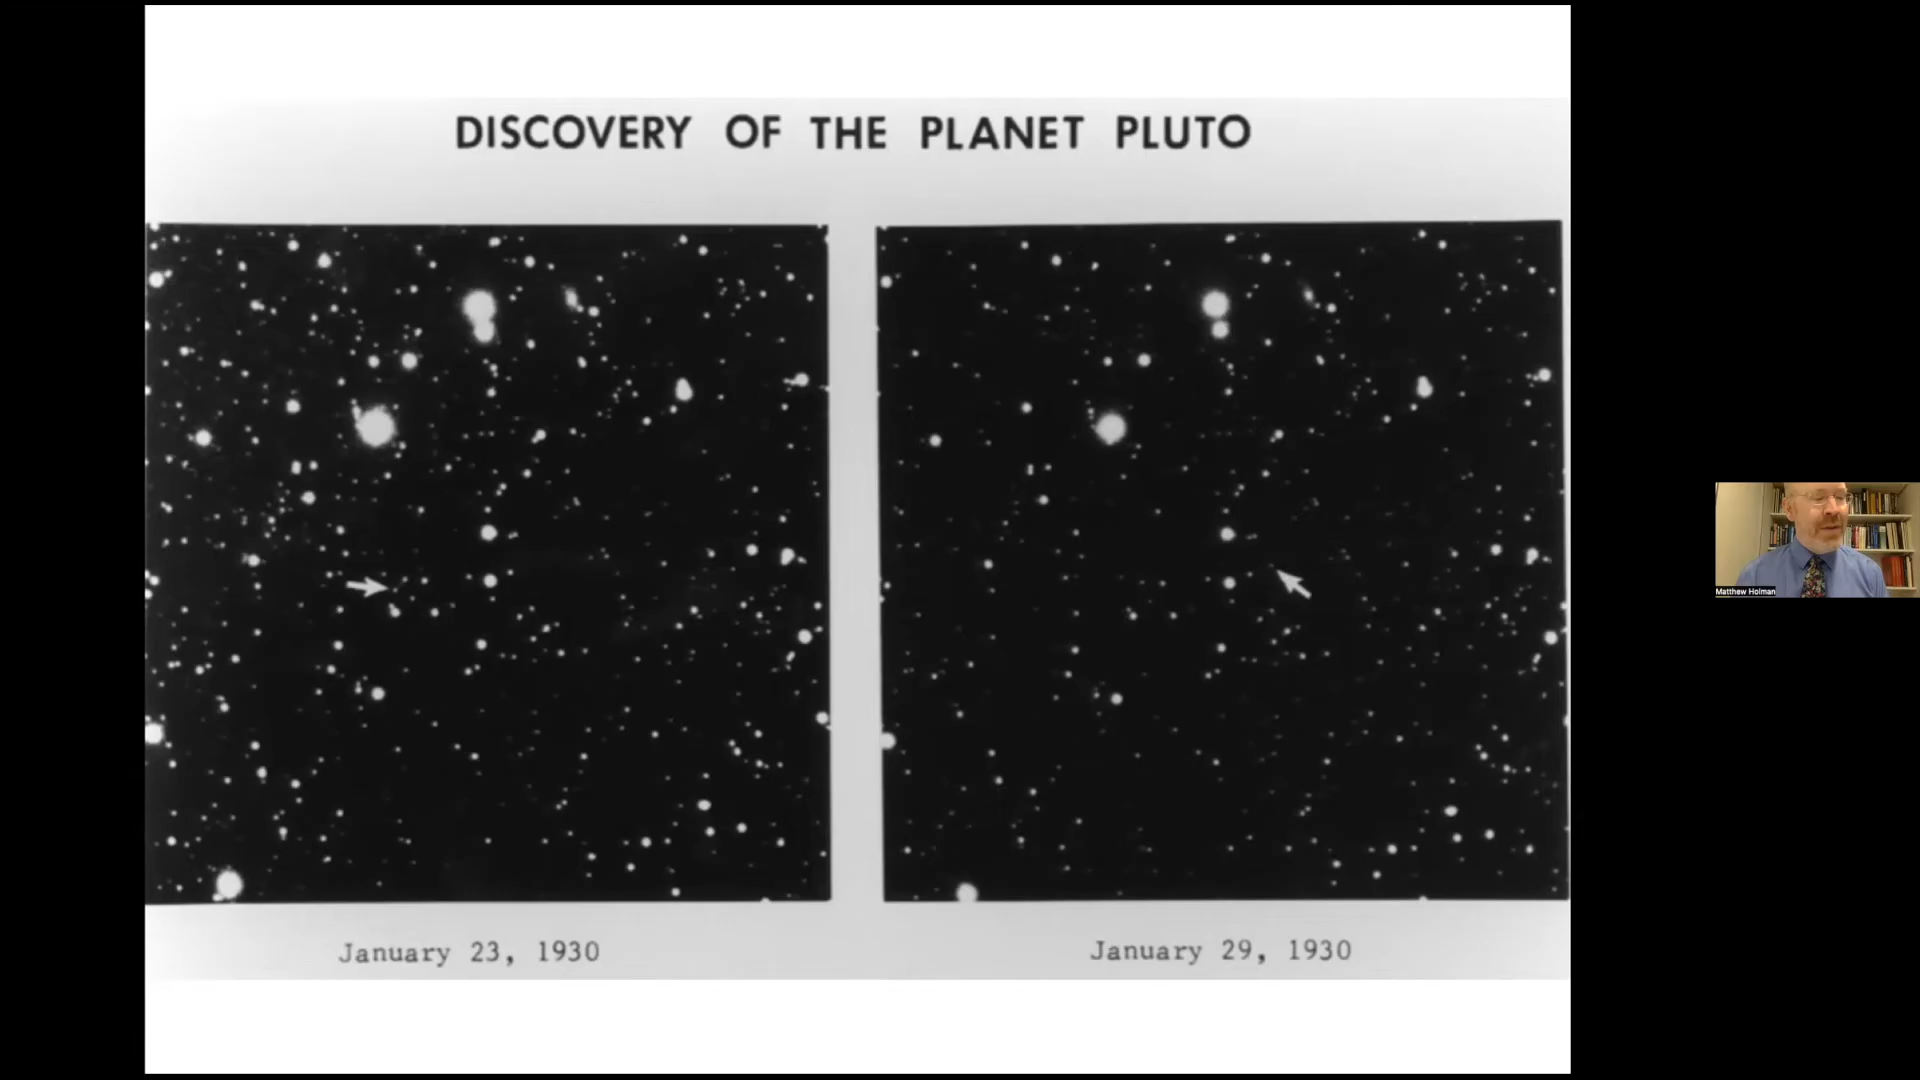 DISCOVERY OF THE PLANET PLUTO
January 23, 1930
January 29, 1930
Matthew Holman